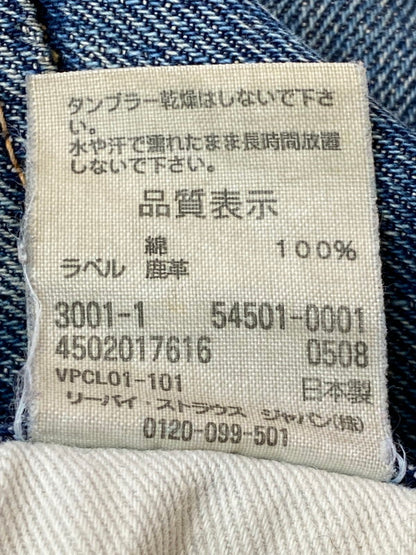 タンブラー乾燥はしないで下さ
い。
水や汗で濡れたまま長時間放置
しないで下さい。
品質表示
綿 100%
ラベル 鹿革
3001-1 54501-0001
4502017616 0508
VPCL01-101 日本製
リーバイ・ストラウス ジャパン(株)
0120-099-501